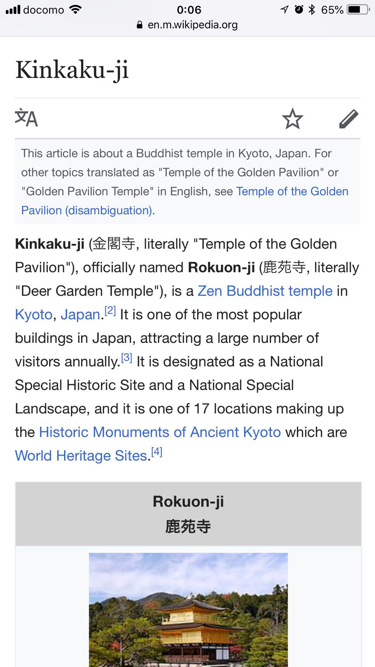 docomo 0:06 65%
en.m.wikipedia.org
Kinkaku-ji
文A
This article is about a Buddhist temple in Kyoto, Japan. For
other topics translated as "Temple of the Golden Pavilion" or
"Golden Pavilion Temple" in English, see Temple of the Golden
Pavilion (disambiguation).
Kinkaku-ji (金閣寺, literally "Temple of the Golden
Pavilion"), officially named Rokuon-ji (鹿苑寺, literally
"Deer Garden Temple"), is a Zen Buddhist temple in
Kyoto, Japan.[2] It is one of the most popular
buildings in Japan, attracting a large number of
visitors annually.[3] It is designated as a National
Special Historic Site and a National Special
Landscape, and it is one of 17 locations making up
the Historic Monuments of Ancient Kyoto which are
World Heritage Sites.[4]
Rokuon-ji
鹿苑寺